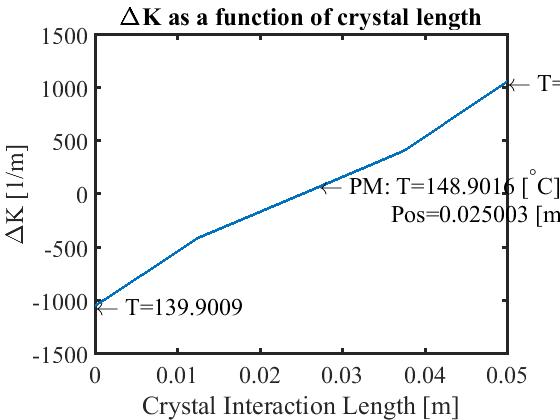 ΔK as a function of crystal length
1500
1000
500
0
-500
-1000
-1500
ΔK [1/m]
T=
PM: T=148.9016 [°C]
Pos=0.025003 [m
T=139.9009
0
0.01
0.02
0.03
0.04
0.05
Crystal Interaction Length [m]